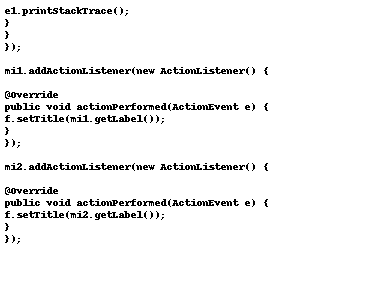 e1.printStackTrace();
}
}
});
mi1.addActionListener(new ActionListener() {
@Override
public void actionPerformed(ActionEvent e) {
f.setTitle(mi1.getLabel());
}
});
mi2.addActionListener(new ActionListener() {
@Override
public void actionPerformed(ActionEvent e) {
f.setTitle(mi2.getLabel());
}
});